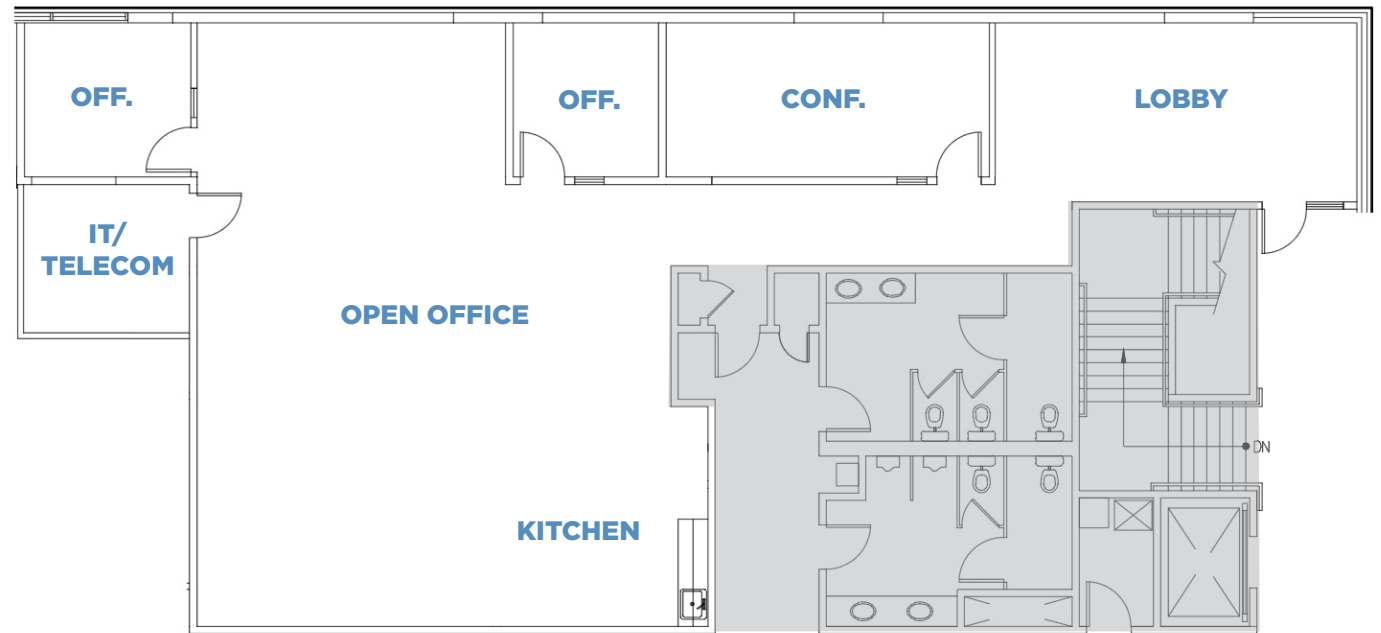 OFF.
OFF.
CONF.
LOBBY
IT/
TELECOM
OPEN OFFICE
DN
KITCHEN